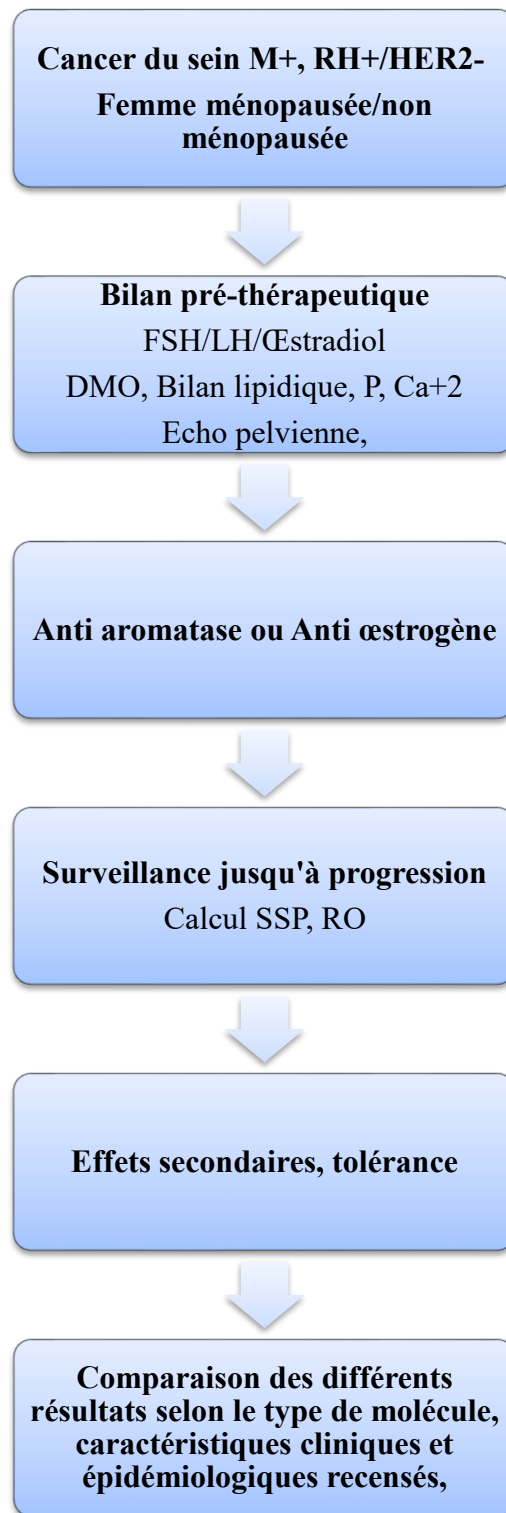 Cancer du sein M+, RH+/HER2-
Femme ménopausée/non
ménopausée
Bilan pré-thérapeutique
FSH/LH/Œstradiol
DMO, Bilan lipidique, P, Ca+2
Echo pelvienne,
Anti aromatase ou Anti œstrogène
Surveillance jusqu'à progression
Calcul SSP, RO
Effets secondaires, tolérance
Comparaison des différents
résultats selon le type de molécule,
caractéristiques cliniques et
épidémiologiques recensés,